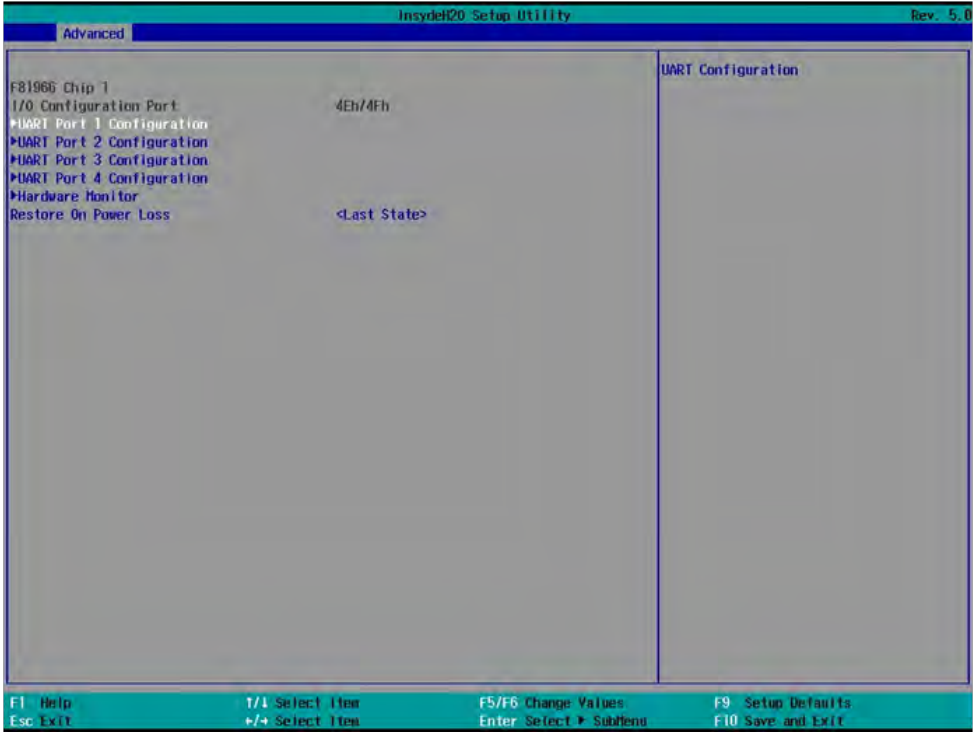 InsydeH20 Setup Utility Rev. 5.0
Advanced
F81966 Chip 1
I/O Configuration Port 4Eh/4Fh
►UART Port 1 Configuration
►UART Port 2 Configuration
►UART Port 3 Configuration
►UART Port 4 Configuration
►Hardware Monitor
Restore On Power Loss <Last State>
UART Configuration
F1 Help ↑/↓ Select Item F5/F6 Change Values F9 Setup Defaults
Esc Exit ←/→ Select Item Enter Select ► SubMenu F10 Save and Exit